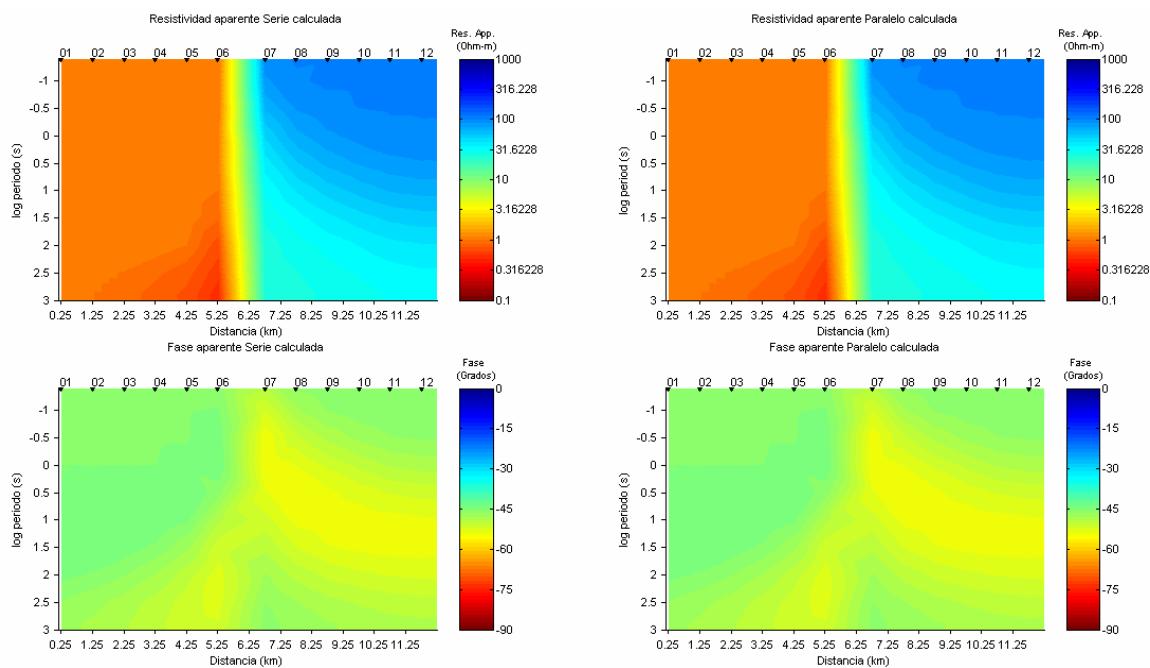 Resistividad aparente Serie calculada
Res. App.
(Ohm-m)
01 02 03 04 05 06 07 08 09 10 11 12
1000
316.228
100
31.6228
10
3.16228
1
0.316228
0.1
log periodo (s)
-1
-0.5
0
0.5
1
1.5
2
2.5
3
0.25 1.25 2.25 3.25 4.25 5.25 6.25 7.25 8.25 9.25 10.25 11.25
Distancia (km)
Resistividad aparente Paralelo calculada
Res. App.
(Ohm-m)
01 02 03 04 05 06 07 08 09 10 11 12
1000
316.228
100
31.6228
10
3.16228
1
0.316228
0.1
log period (s)
-1
-0.5
0
0.5
1
1.5
2
2.5
3
0.25 1.25 2.25 3.25 4.25 5.25 6.25 7.25 8.25 9.25 10.25 11.25
Distancia (km)
Fase aparente Serie calculada
Fase
(Grados)
01 02 03 04 05 06 07 08 09 10 11 12
0
-15
-30
-45
-60
-75
-90
log periodo (s)
-1
-0.5
0
0.5
1
1.5
2
2.5
3
0.25 1.25 2.25 3.25 4.25 5.25 6.25 7.25 8.25 9.25 10.25 11.25
Distancia (km)
Fase aparente Paralelo calculada
Fase
(Grados)
01 02 03 04 05 06 07 08 09 10 11 12
0
-15
-30
-45
-60
-75
-90
log periodo (s)
-1
-0.5
0
0.5
1
1.5
2
2.5
3
0.25 1.25 2.25 3.25 4.25 5.25 6.25 7.25 8.25 9.25 10.25 11.25
Distancia (km)